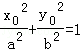 x₀²/a² + y₀²/b² = 1